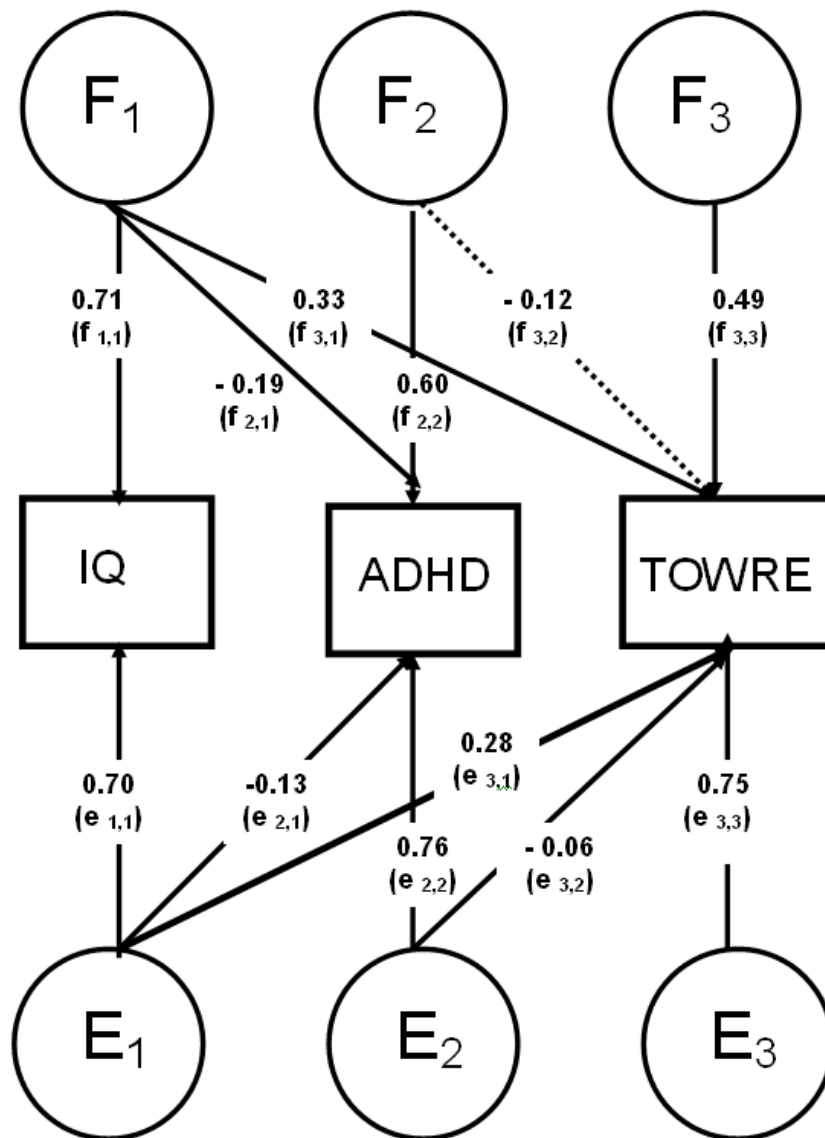 F1
F2
F3
0.71
(f 1,1)
0.33
(f 3,1)
- 0.12
(f 3,2)
0.49
(f 3,3)
- 0.19
(f 2,1)
0.60
(f 2,2)
IQ
ADHD
TOWRE
0.28
(e 3,1)
0.70
(e 1,1)
-0.13
(e 2,1)
0.75
(e 3,3)
0.76
(e 2,2)
- 0.06
(e 3,2)
E1
E2
E3